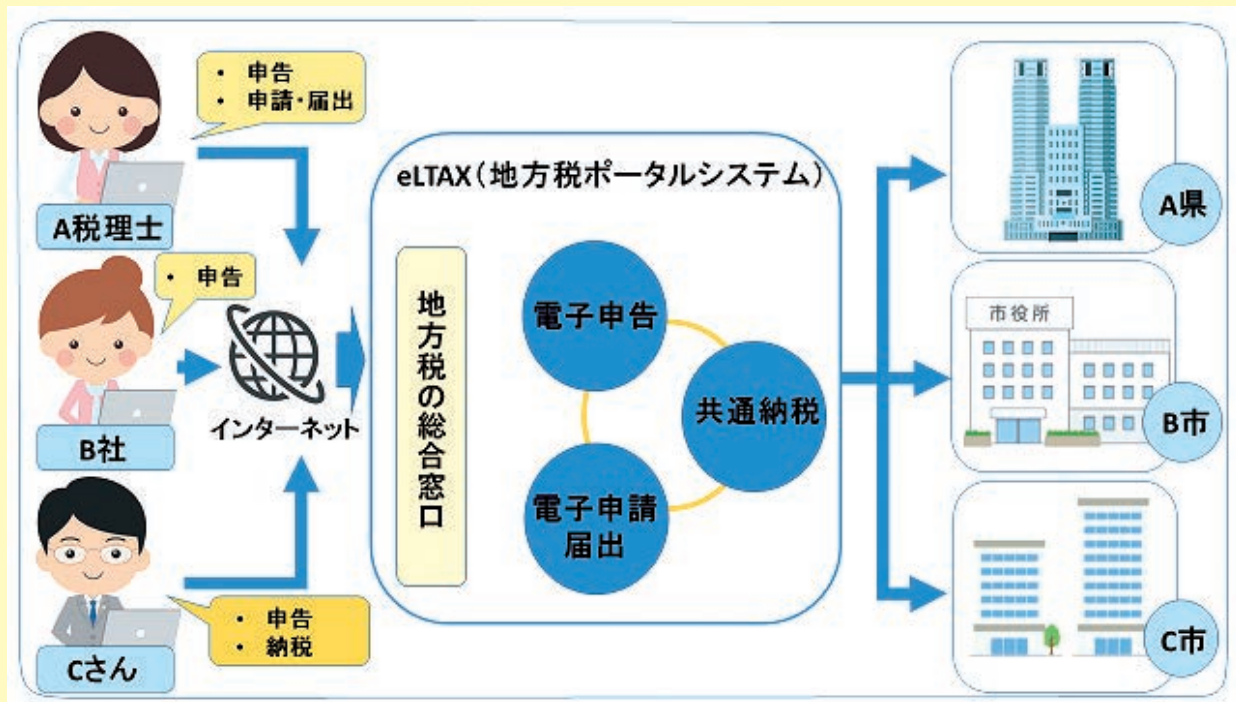 ・ 申告
・ 申請・届出
A税理士
・ 申告
B社
・ 申告
・ 納税
Cさん
インターネット
eLTAX（地方税ポータルシステム）
地方税の総合窓口
電子申告
共通納税
電子申請
届出
A県
市役所
B市
C市